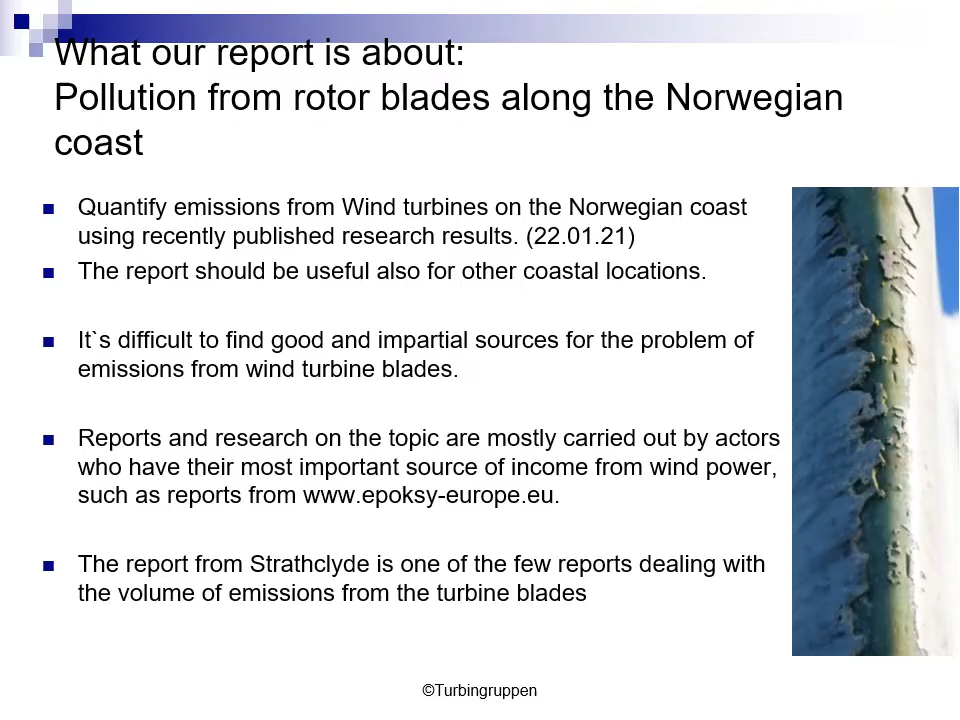 What our report is about:
Pollution from rotor blades along the Norwegian
coast
Quantify emissions from Wind turbines on the Norwegian coast
using recently published research results. (22.01.21)
The report should be useful also for other coastal locations.
It`s difficult to find good and impartial sources for the problem of
emissions from wind turbine blades.
Reports and research on the topic are mostly carried out by actors
who have their most important source of income from wind power,
such as reports from www.epoksy-europe.eu.
The report from Strathclyde is one of the few reports dealing with
the volume of emissions from the turbine blades
©Turbingruppen